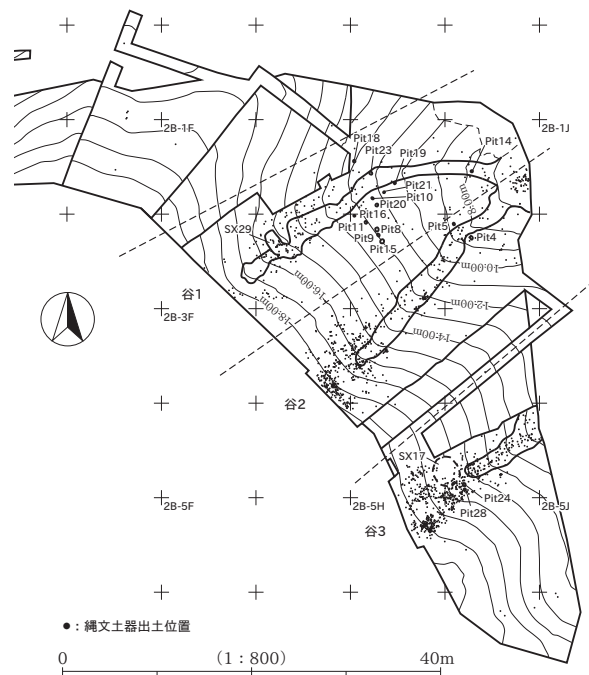 2B-1F
2B-1J
Pit18
Pit23
Pit19
Pit14
Pit21
Pit10
Pit20
Pit16
Pit11
Pit8
Pit9
Pit15
Pit5
Pit4
SX29
8.00m
10.00m
12.00m
14.00m
16.00m
18.00m
谷1
2B-3F
谷2
SX17
Pit24
Pit28
2B-5F
2B-5H
2B-5J
谷3
●：縄文土器出土位置
0 （1：800） 40m